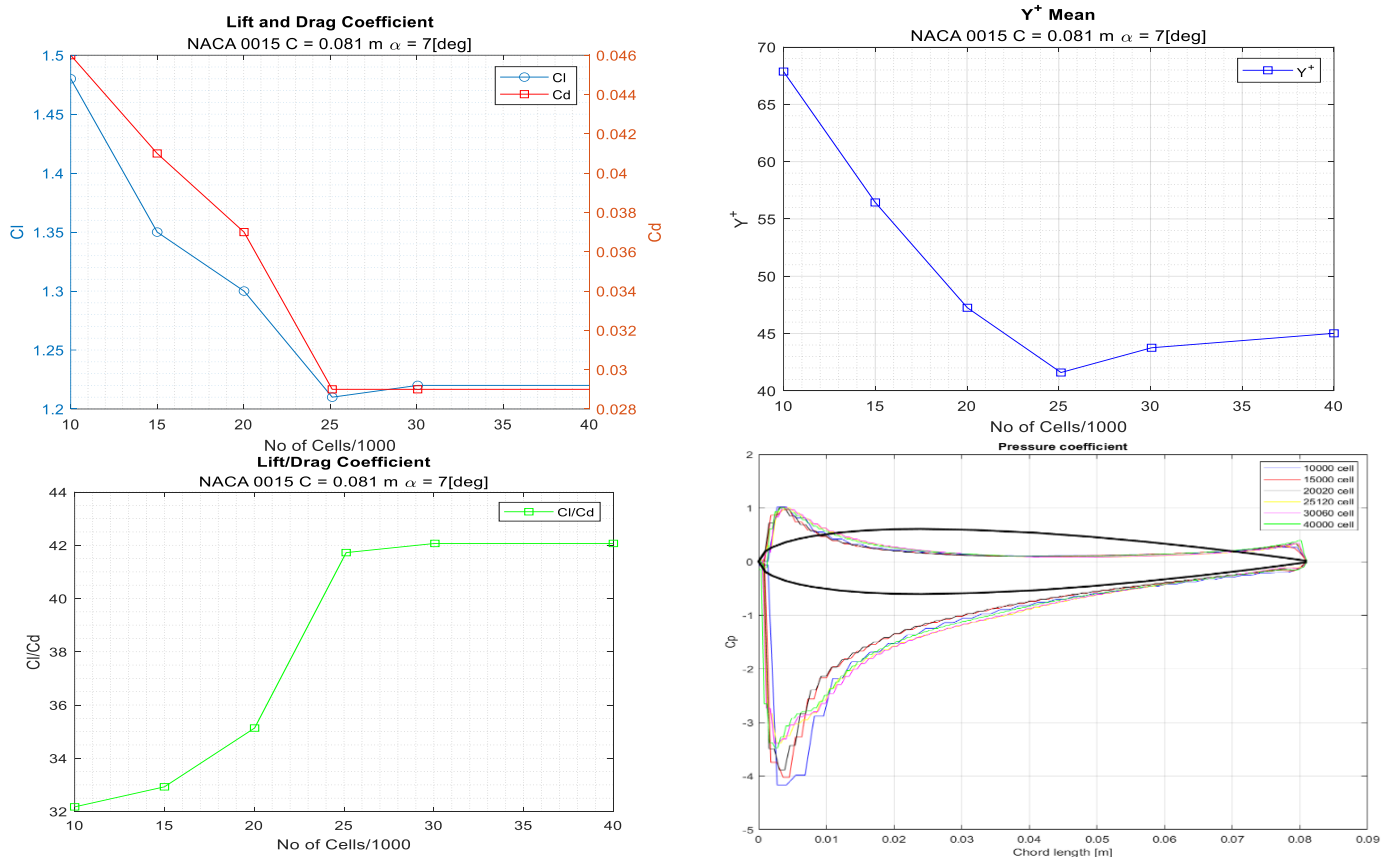 Lift and Drag Coefficient
NACA 0015 C = 0.081 m α = 7[deg]
1.5
1.45
1.4
1.35
1.3
1.25
1.2
Cl
0.046
0.044
0.042
0.04
0.038
0.036
0.034
0.032
0.03
0.028
Cd
Cl
Cd
10 15 20 25 30 35 40
No of Cells/1000
Y+ Mean
NACA 0015 C = 0.081 m α = 7[deg]
70
65
60
55
50
45
40
Y+
Y+
10 15 20 25 30 35 40
No of Cells/1000
Lift/Drag Coefficient
NACA 0015 C = 0.081 m α = 7[deg]
44
42
40
38
36
34
32
Cl/Cd
Cl/Cd
10 15 20 25 30 35 40
No of Cells/1000
Pressure coefficient
2
1
0
-1
-2
-3
-4
-5
Cp
10000 cell
15000 cell
20020 cell
25120 cell
30060 cell
40000 cell
0 0.01 0.02 0.03 0.04 0.05 0.06 0.07 0.08 0.09
Chord length [m]